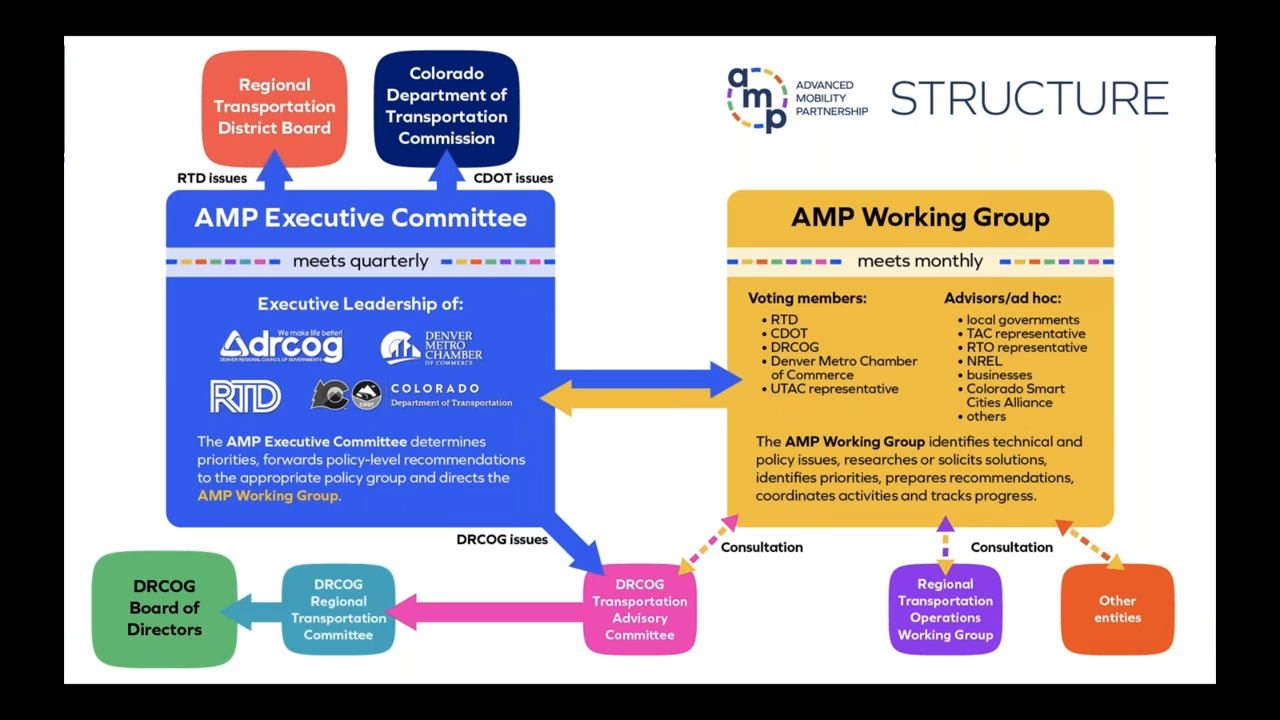 Regional
Transportation
District Board
Colorado
Department of
Transportation
Commission
amp
ADVANCED
MOBILITY
PARTNERSHIP
STRUCTURE
RTD issues
CDOT issues
AMP Executive Committee
meets quarterly
Executive Leadership of:
We make life better!
drcog
DENVER REGIONAL COUNCIL OF GOVERNMENTS
DENVER
METRO
CHAMBER
OF COMMERCE
RTD
CDOT
COLORADO
Department of Transportation
The AMP Executive Committee determines
priorities, forwards policy-level recommendations
to the appropriate policy group and directs the
AMP Working Group.
AMP Working Group
meets monthly
Voting members:
• RTD
• CDOT
• DRCOG
• Denver Metro Chamber
of Commerce
• UTAC representative
Advisors/ad hoc:
• local governments
• TAC representative
• RTO representative
• NREL
• businesses
• Colorado Smart
Cities Alliance
• others
The AMP Working Group identifies technical and
policy issues, researches or solicits solutions,
identifies priorities, prepares recommendations,
coordinates activities and tracks progress.
DRCOG issues
Consultation
Consultation
DRCOG
Board of
Directors
DRCOG
Regional
Transportation
Committee
DRCOG
Transportation
Advisory
Committee
Regional
Transportation
Operations
Working Group
Other
entities